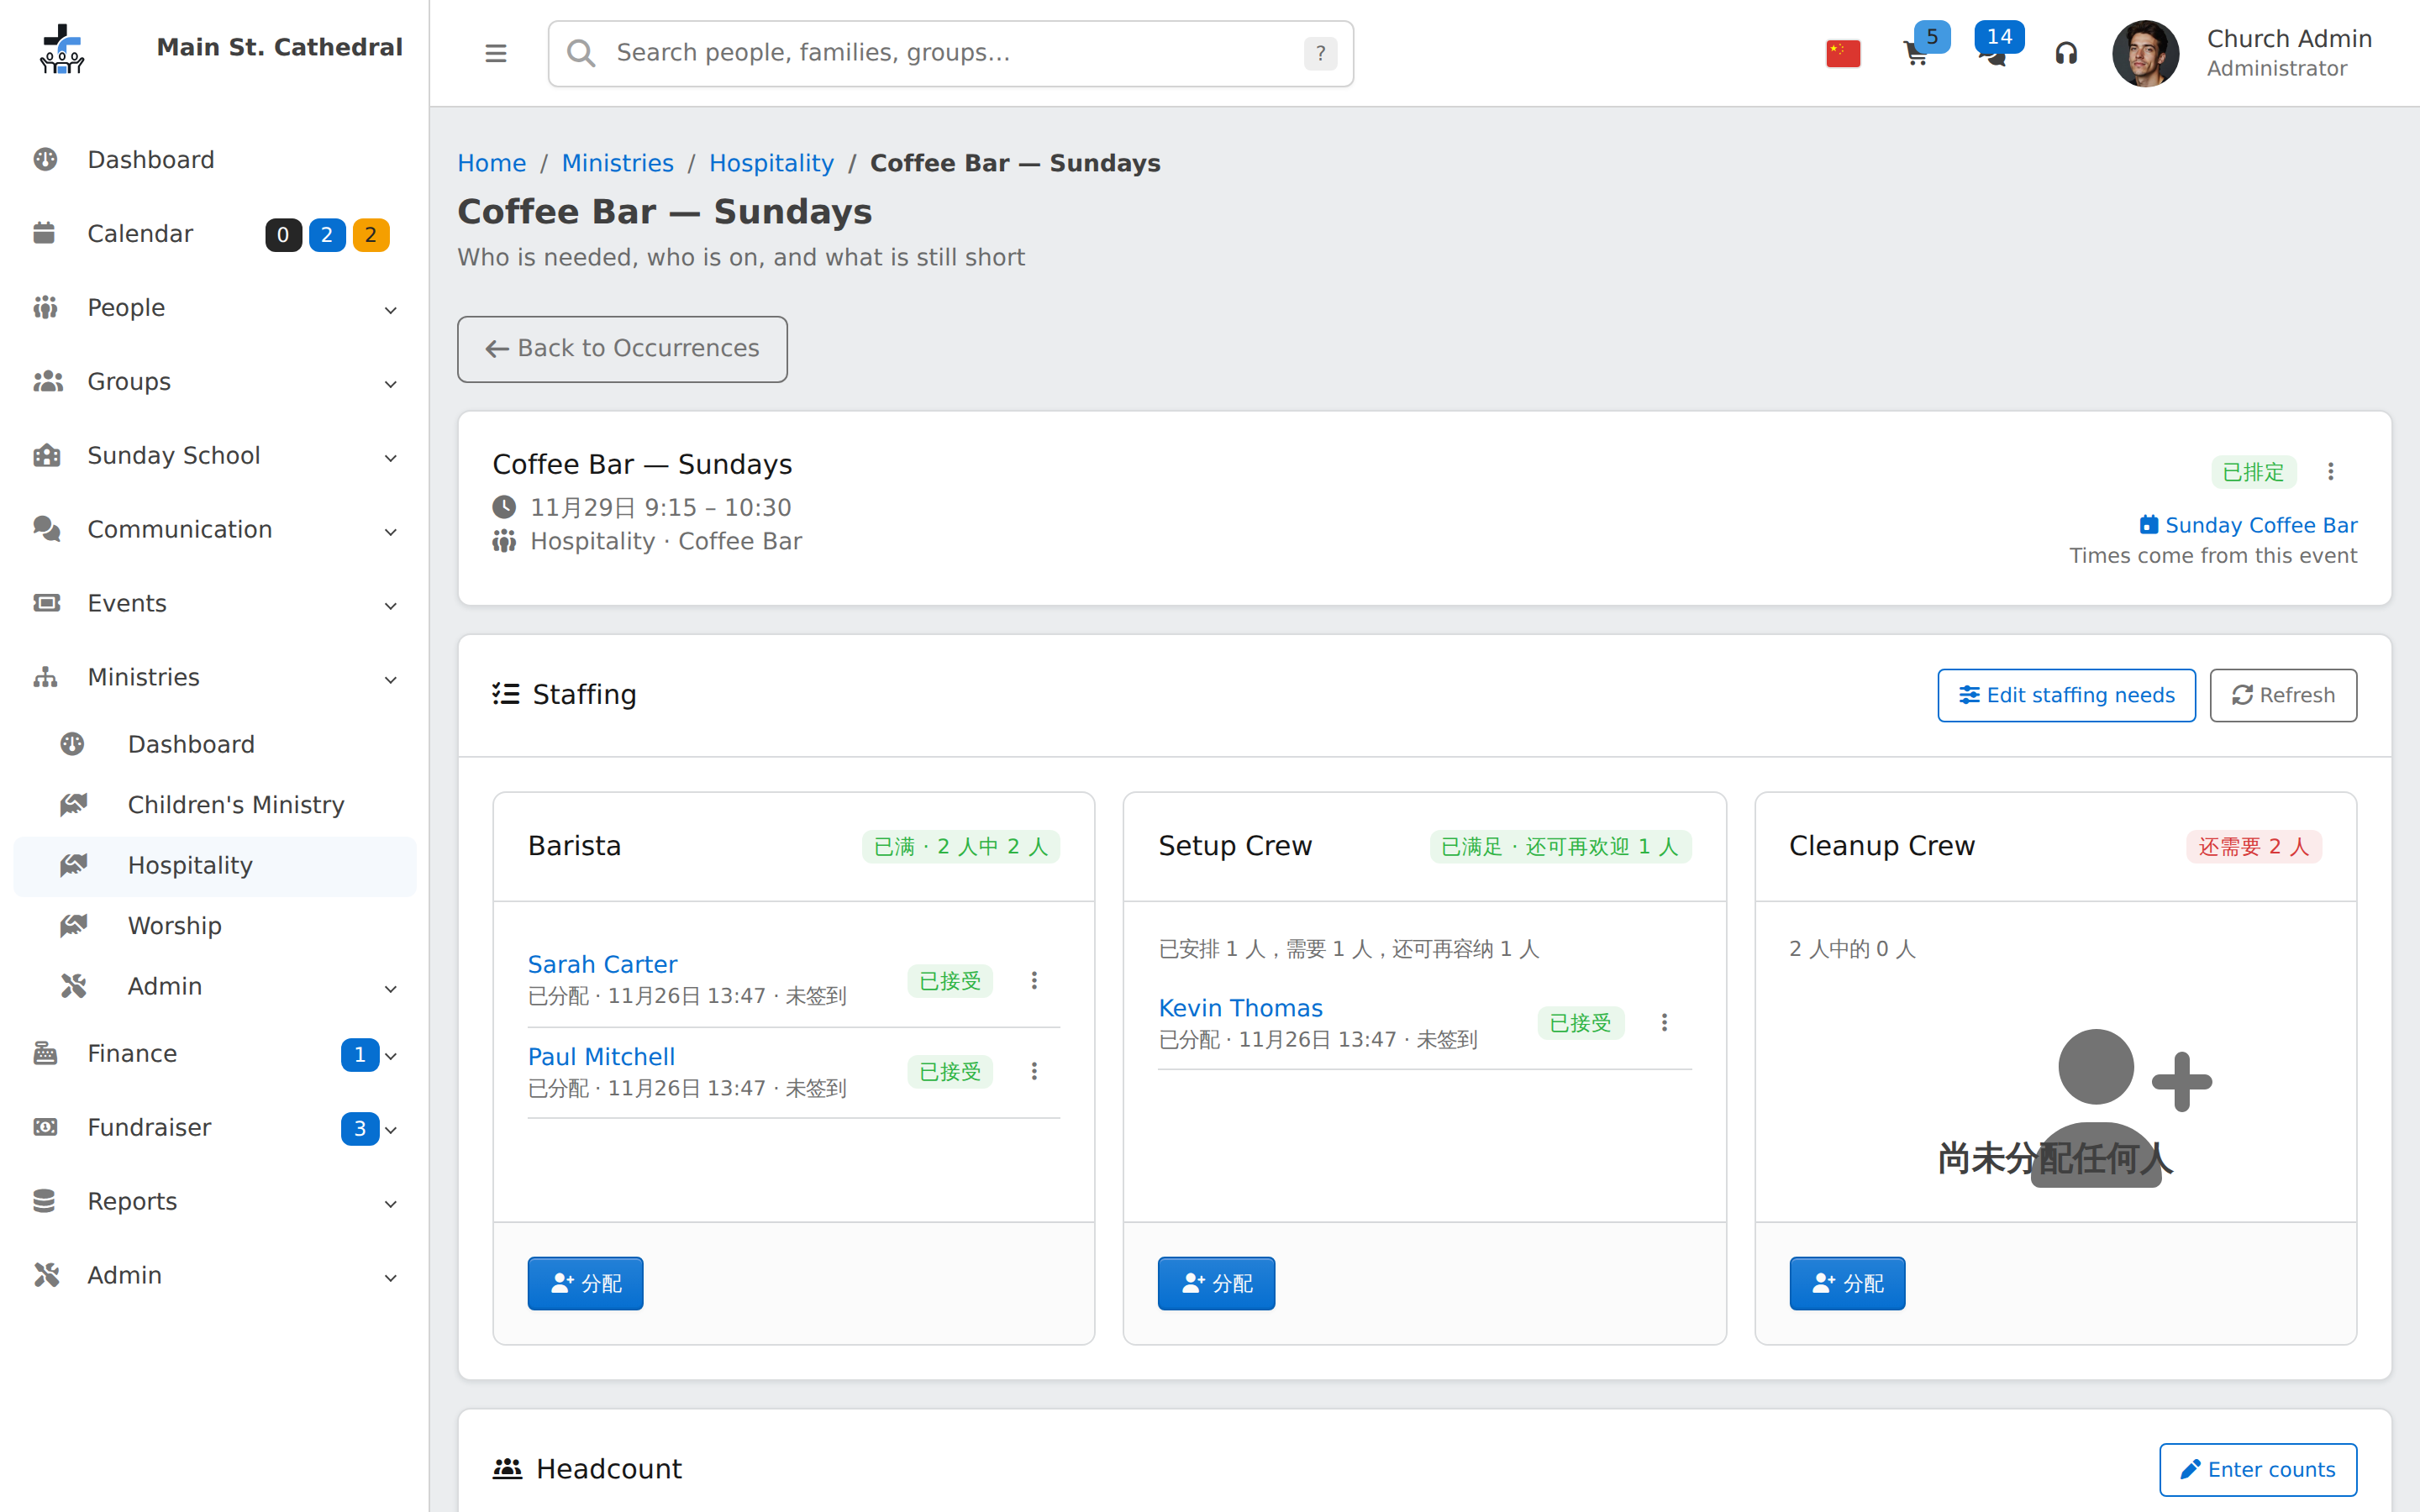 Main St. Cathedral
Search people, families, groups...
?
5
14
Church Admin
Administrator
Dashboard
Calendar
0
2
2
People
Groups
Sunday School
Communication
Events
Ministries
Dashboard
Children's Ministry
Hospitality
Worship
Admin
Finance
1
Fundraiser
3
Reports
Admin
Home / Ministries / Hospitality / Coffee Bar — Sundays
Coffee Bar — Sundays
Who is needed, who is on, and what is still short
Back to Occurrences
Coffee Bar — Sundays
11月29日 9:15 – 10:30
Hospitality · Coffee Bar
已排定
Sunday Coffee Bar
Times come from this event
Staffing
Edit staffing needs
Refresh
Barista
已满 · 2 人中 2 人
Sarah Carter
已分配 · 11月26日 13:47 · 未签到
已接受
Paul Mitchell
已分配 · 11月26日 13:47 · 未签到
已接受
分配
Setup Crew
已满足 · 还可再欢迎 1 人
已安排 1 人，需要 1 人，还可再容纳 1 人
Kevin Thomas
已分配 · 11月26日 13:47 · 未签到
已接受
分配
Cleanup Crew
还需要 2 人
2 人中的 0 人
尚未分配任何人
分配
Headcount
Enter counts